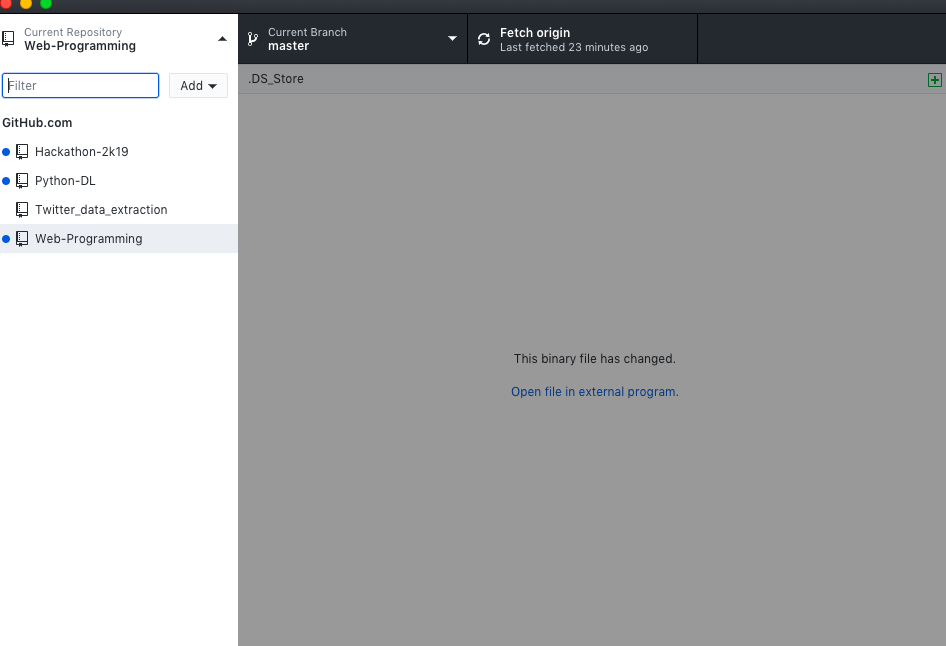 Current Repository
Web-Programming
Current Branch
master
Fetch origin
Last fetched 23 minutes ago
Filter
Add
.DS_Store
GitHub.com
Hackathon-2k19
Python-DL
Twitter_data_extraction
Web-Programming
This binary file has changed.
Open file in external program.